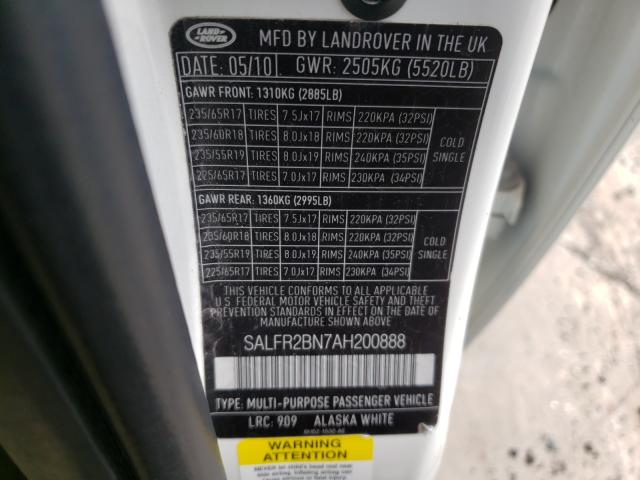 LAND ROVER
MFD BY LANDROVER IN THE UK
DATE: 05/10 GWR: 2505KG (5520LB)
GAWR FRONT: 1310KG (2885LB)
235/65R17 TIRES 7.5Jx17 RIMS 220KPA (32PSI)
235/60R18 TIRES 8.0Jx18 RIMS 220KPA (32PSI)
235/55R19 TIRES 8.0Jx19 RIMS 240KPA (35PSI)
225/65R17 TIRES 7.0Jx17 RIMS 230KPA (34PSI)
COLD
SINGLE
GAWR REAR: 1360KG (2995LB)
235/65R17 TIRES 7.5Jx17 RIMS 220KPA (32PSI)
235/60R18 TIRES 8.0Jx18 RIMS 220KPA (32PSI)
235/55R19 TIRES 8.0Jx19 RIMS 240KPA (35PSI)
225/65R17 TIRES 7.0Jx17 RIMS 230KPA (34PSI)
COLD
SINGLE
THIS VEHICLE CONFORMS TO ALL APPLICABLE
U.S. FEDERAL MOTOR VEHICLE SAFETY AND THEFT
PREVENTION STANDARDS IN EFFECT ON THE DATE OF
MANUFACTURE SHOWN ABOVE.
SALFR2BN7AH200888
TYPE: MULTI-PURPOSE PASSENGER VEHICLE
LRC: 909 ALASKA WHITE
WARNING
ATTENTION